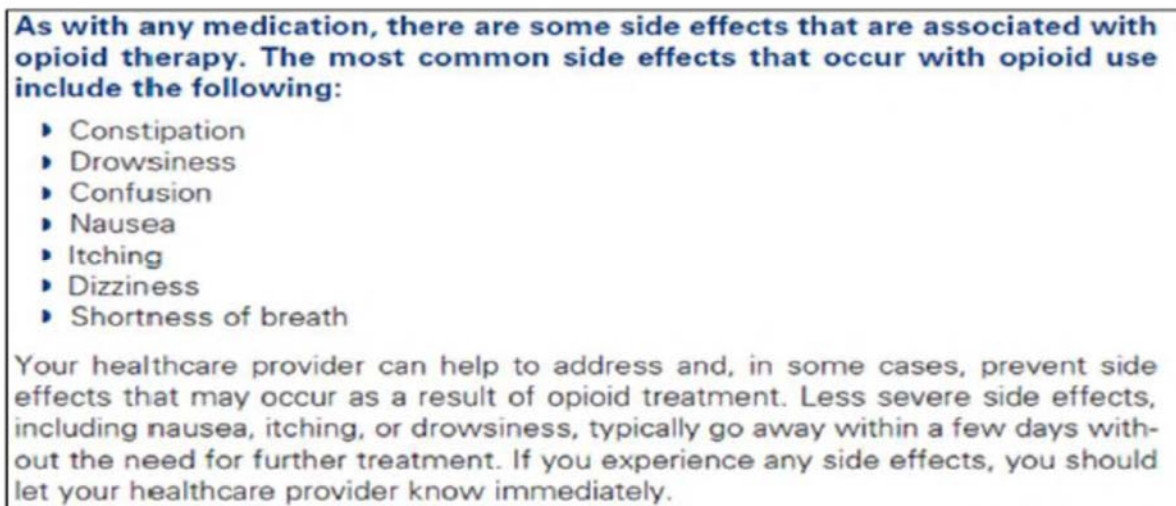 As with any medication, there are some side effects that are associated with
opioid therapy. The most common side effects that occur with opioid use
include the following:
Constipation
Drowsiness
Confusion
Nausea
Itching
Dizziness
Shortness of breath
Your healthcare provider can help to address and, in some cases, prevent side
effects that may occur as a result of opioid treatment. Less severe side effects,
including nausea, itching, or drowsiness, typically go away within a few days with-
out the need for further treatment. If you experience any side effects, you should
let your healthcare provider know immediately.